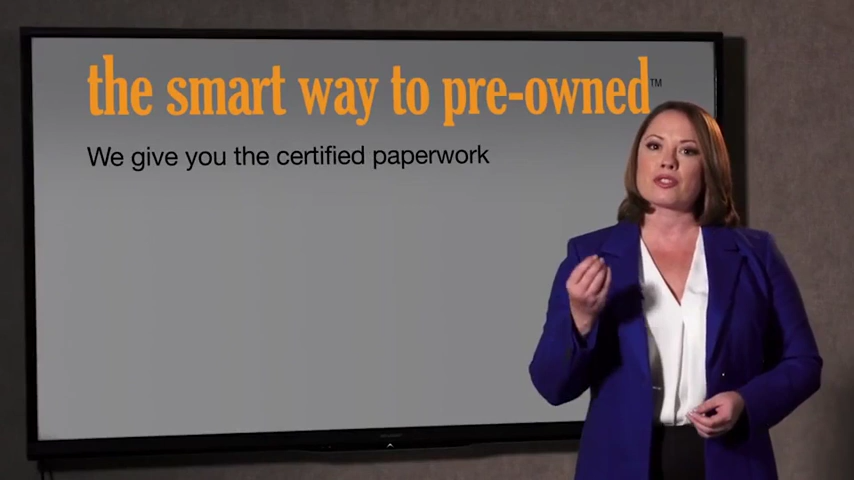 the smart way to pre-owned™
We give you the certified paperwork